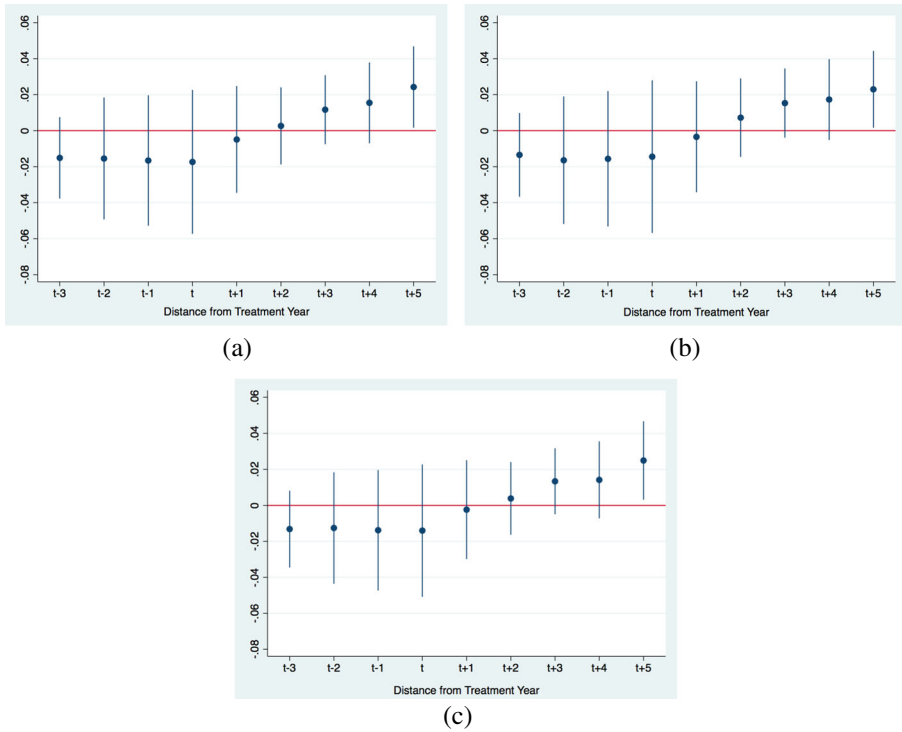 .06
.04
.02
0
-.02
-.04
-.06
-.08
t-3 t-2 t-1 t t+1 t+2 t+3 t+4 t+5
Distance from Treatment Year
(a)
.06
.04
.02
0
-.02
-.04
-.06
-.08
t-3 t-2 t-1 t t+1 t+2 t+3 t+4 t+5
Distance from Treatment Year
(b)
.06
.04
.02
0
-.02
-.04
-.06
-.08
t-3 t-2 t-1 t t+1 t+2 t+3 t+4 t+5
Distance from Treatment Year
(c)